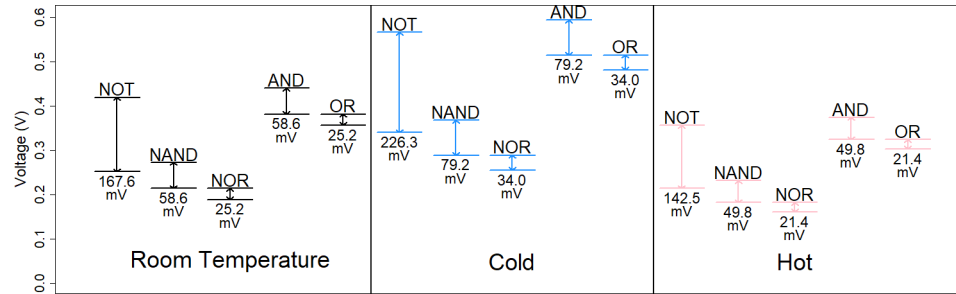 Voltage (V)
0.6
0.5
0.4
0.3
0.2
0.1
0.0
NOT
167.6
mV
NAND
58.6
mV
NOR
25.2
mV
AND
58.6
mV
OR
25.2
mV
Room Temperature
NOT
226.3
mV
NAND
79.2
mV
NOR
34.0
mV
AND
79.2
mV
OR
34.0
mV
Cold
NOT
142.5
mV
NAND
49.8
mV
NOR
21.4
mV
AND
49.8
mV
OR
21.4
mV
Hot